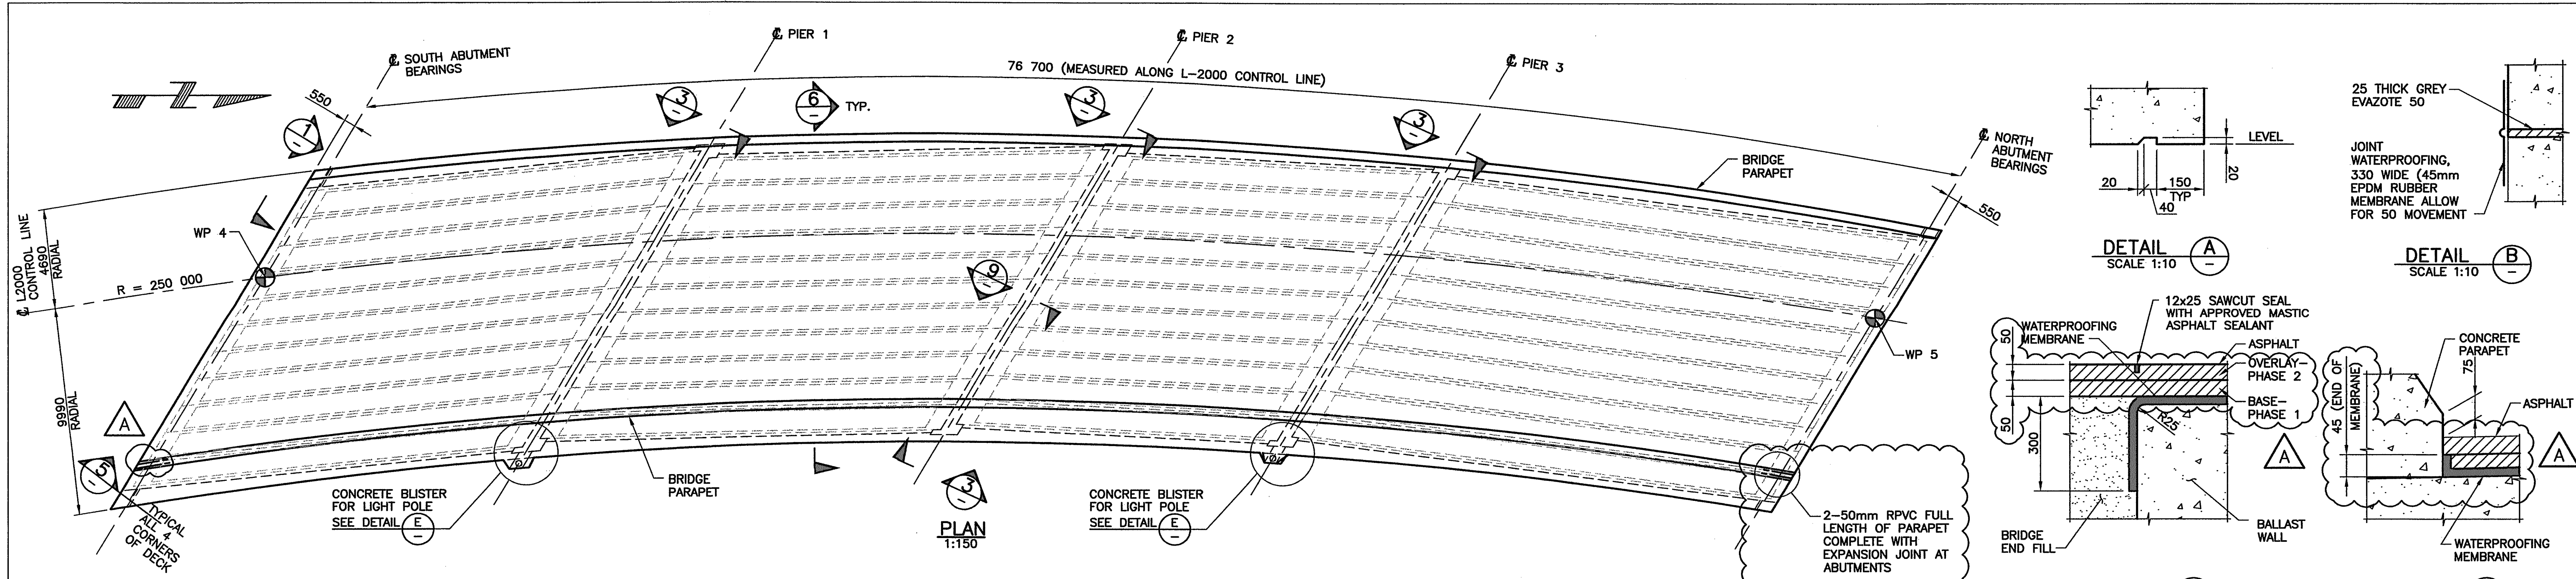 ℄ SOUTH ABUTMENT
BEARINGS
℄ PIER 1
℄ PIER 2
℄ PIER 3
℄ NORTH
ABUTMENT
BEARINGS
76 700 (MEASURED ALONG L-2000 CONTROL LINE)
550
1
-
3
-
6
-
TYP.
3
-
3
-
BRIDGE
PARAPET
550
WP 4
℄ L2000
CONTROL LINE
4690
RADIAL
R = 250 000
9990
RADIAL
9
-
WP 5
A
5
-
TYPICAL
ALL 4
CORNERS
OF DECK
CONCRETE BLISTER
FOR LIGHT POLE
SEE DETAIL E
-
BRIDGE
PARAPET
3
-
PLAN
1:150
CONCRETE BLISTER
FOR LIGHT POLE
SEE DETAIL E
-
2-50mm RPVC FULL
LENGTH OF PARAPET
COMPLETE WITH
EXPANSION JOINT AT
ABUTMENTS
LEVEL
20
20
150
TYP
40
DETAIL A
SCALE 1:10 -
25 THICK GREY
EVAZOTE 50
JOINT
WATERPROOFING,
330 WIDE (45mm
EPDM RUBBER
MEMBRANE ALLOW
FOR 50 MOVEMENT
DETAIL B
SCALE 1:10 -
12x25 SAWCUT SEAL
WITH APPROVED MASTIC
ASPHALT SEALANT
WATERPROOFING
MEMBRANE
50
ASPHALT
OVERLAY-
PHASE 2
BASE-
PHASE 1
50
R25
300
A
BRIDGE
END FILL
BALLAST
WALL
CONCRETE
PARAPET
75
45 (END OF
MEMBRANE)
ASPHALT
A
WATERPROOFING
MEMBRANE